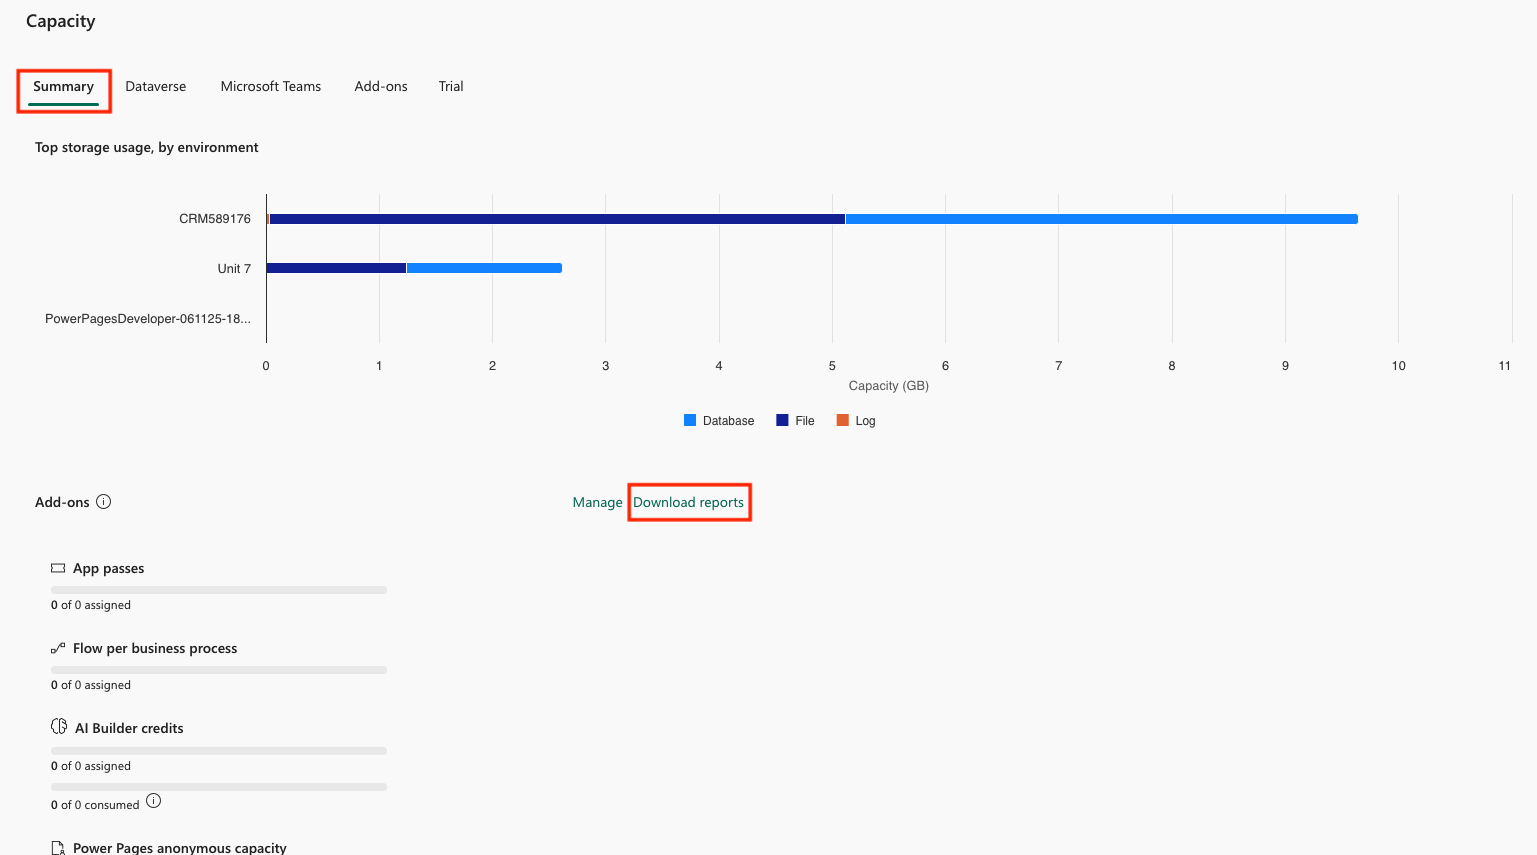 Capacity
Summary Dataverse Microsoft Teams Add-ons Trial
Top storage usage, by environment
CRM589176
Unit 7
PowerPagesDeveloper-061125-18...
0 1 2 3 4 5 6 7 8 9 10 11
Capacity (GB)
Database File Log
Add-ons Manage Download reports
App passes
0 of 0 assigned
Flow per business process
0 of 0 assigned
AI Builder credits
0 of 0 assigned
0 of 0 consumed
Power Pages anonymous capacity